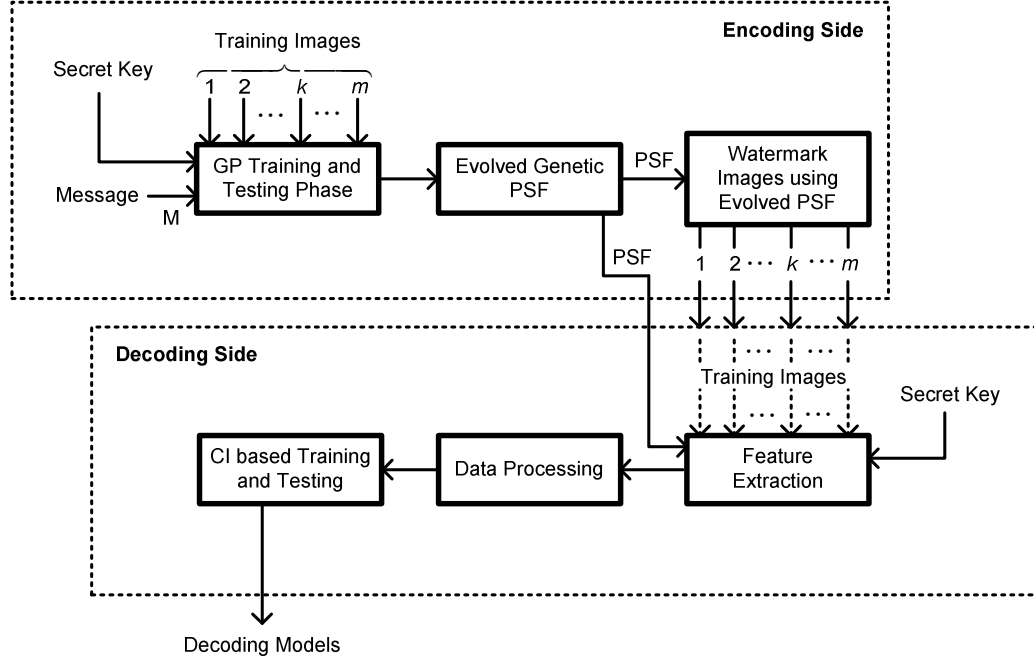 Encoding Side
Training Images
Secret Key
1 2 ... k ... m
GP Training and
Testing Phase
Message
M
Evolved Genetic
PSF
PSF
Watermark
Images using
Evolved PSF
PSF
1 2 ... k ... m
Decoding Side
... ...
Training Images
... ...
Secret Key
CI based Training
and Testing
Data Processing
Feature
Extraction
Decoding Models